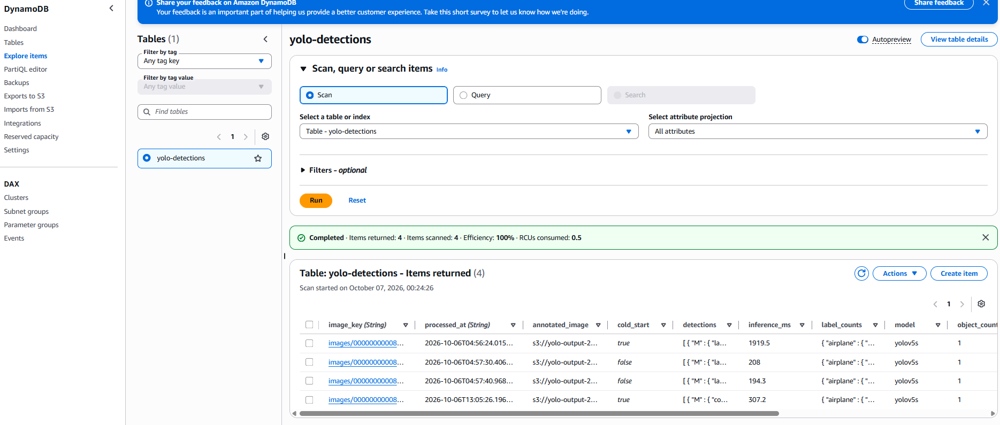 DynamoDB
Dashboard
Tables
Explore items
PartiQL editor
Backups
Exports to S3
Imports from S3
Integrations
Reserved capacity
Settings
DAX
Clusters
Subnet groups
Parameter groups
Events
Share your feedback on Amazon DynamoDB
Your feedback is an important part of helping us provide a better customer experience. Take this short survey to let us know how we're doing.
Share feedback
Tables (1)
Filter by tag
Any tag key
Filter by tag value
Any tag value
Find tables
1
yolo-detections
yolo-detections
Autopreview
View table details
Scan, query or search items Info
Scan
Query
Search
Select a table or index
Table - yolo-detections
Select attribute projection
All attributes
Filters - optional
Run
Reset
Completed · Items returned: 4 · Items scanned: 4 · Efficiency: 100% · RCUs consumed: 0.5
Table: yolo-detections - Items returned (4)
Scan started on October 07, 2026, 00:24:26
Actions
Create item
1
image_key (String) processed_at (String) annotated_image cold_start detections inference_ms label_counts model object_count
images/00000000008... 2026-10-06T04:56:24.015... s3://yolo-output-2... true [ { "M" : { "la... 1919.5 { "airplane" : { "... yolov5s 1
images/00000000008... 2026-10-06T04:57:30.406... s3://yolo-output-2... false [ { "M" : { "la... 208 { "airplane" : { "... yolov5s 1
images/00000000008... 2026-10-06T04:57:40.968... s3://yolo-output-2... false [ { "M" : { "la... 194.3 { "airplane" : { "... yolov5s 1
images/00000000008... 2026-10-06T13:05:26.196... s3://yolo-output-2... true [ { "M" : { "co... 307.2 { "airplane" : { "... yolov5s 1